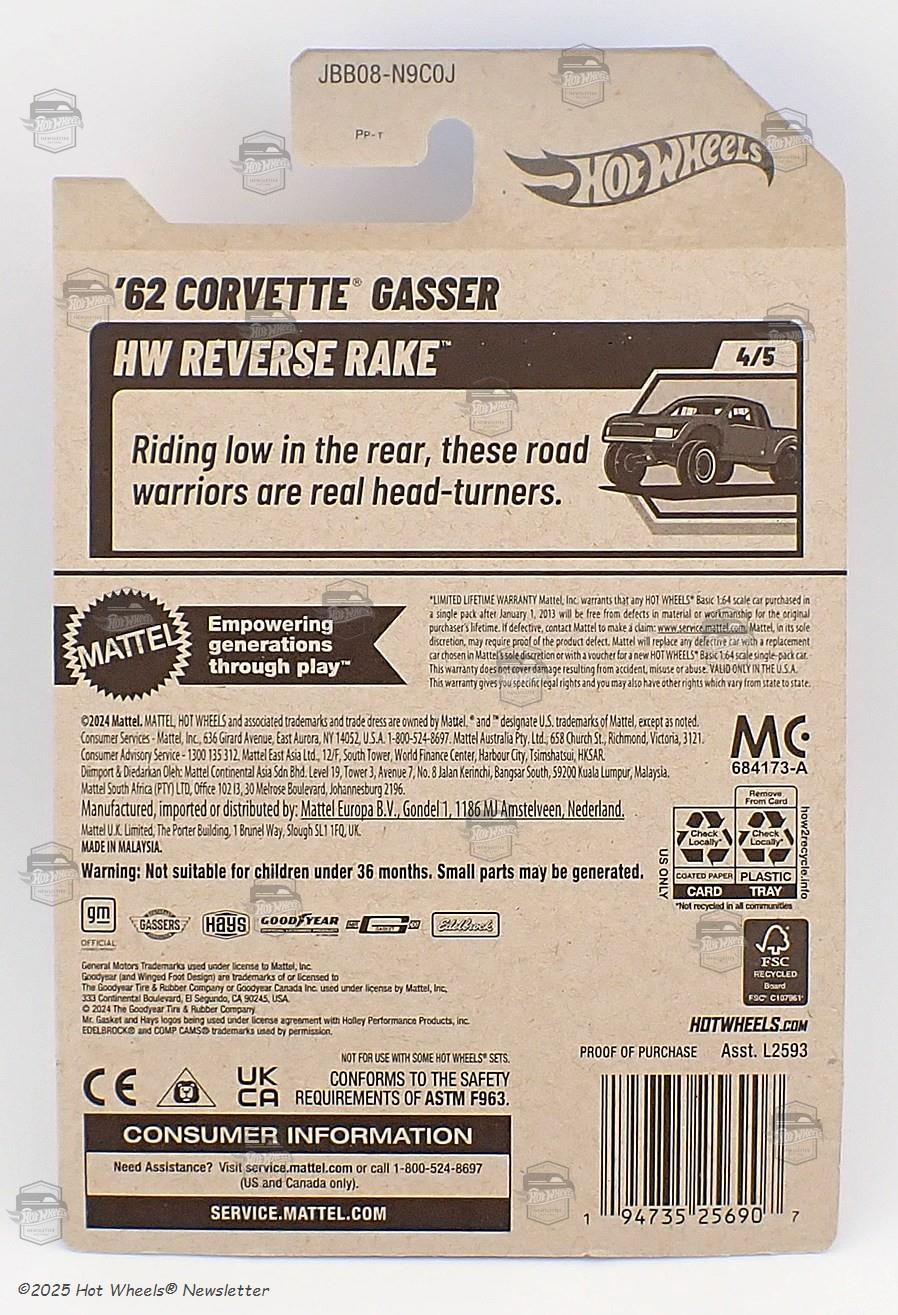 JBB08-N9C0J
PP-T
HOT WHEELS
'62 CORVETTE® GASSER
HW REVERSE RAKE™
4/5
Riding low in the rear, these road
warriors are real head-turners.
MATTEL
Empowering
generations
through play™
*LIMITED LIFETIME WARRANTY Mattel, Inc. warrants that any HOT WHEELS® Basic 1:64 scale car purchased in
a single pack after January 1, 2013 will be free from defects in material or workmanship for the original
purchaser's lifetime. If defective, contact Mattel to make a claim: www.service.mattel.com. Mattel, in its sole
discretion, may require proof of the product defect. Mattel will replace any defective car with a replacement
car chosen in Mattel's sole discretion or with a voucher for a new HOT WHEELS® Basic 1:64 scale single-pack car.
This warranty does not cover damage resulting from accident, misuse or abuse. VALID ONLY IN THE U.S.A.
This warranty gives you specific legal rights and you may also have other rights which vary from state to state.
©2024 Mattel. MATTEL, HOT WHEELS and associated trademarks and trade dress are owned by Mattel. ® and ™ designate U.S. trademarks of Mattel, except as noted.
Consumer Services - Mattel, Inc., 636 Girard Avenue, East Aurora, NY 14052, U.S.A. 1-800-524-8697. Mattel Australia Pty. Ltd.; 658 Church St., Richmond, Victoria, 3121.
Consumer Advisory Service - 1300 135 312. Mattel East Asia Ltd., 12/F, South Tower, World Finance Center, Harbour City, Tsimshatsui, HKSAR.
Diimport & Diedarkan Oleh: Mattel Continental Asia Sdn Bhd. Level 19, Tower 3, Avenue 7, No. 8 Jalan Kerinchi, Bangsar South, 59200 Kuala Lumpur, Malaysia.
Mattel South Africa (PTY) LTD, Office 102 I3, 30 Melrose Boulevard, Johannesburg 2196.
Manufactured, imported or distributed by: Mattel Europa B.V., Gondel 1, 1186 MJ Amstelveen, Nederland.
Mattel U.K. Limited, The Porter Building, 1 Brunel Way, Slough SL1 1FQ, UK.
MADE IN MALAYSIA.
Warning: Not suitable for children under 36 months. Small parts may be generated.
MC
684173-A
Remove
From Card
Check
Locally*
Check
Locally*
COATED PAPER
PLASTIC
CARD
TRAY
US ONLY
how2recycle.info
*Not recycled in all communities
gm
OFFICIAL
GASSERS
HAYS
GOODYEAR
Edelbrock
FSC
RECYCLED
Board
FSC® C107961
General Motors Trademarks used under license to Mattel, Inc.
Goodyear (and Winged Foot Design) are trademarks of or licensed to
The Goodyear Tire & Rubber Company or Goodyear Canada Inc. used under license by Mattel, Inc,
333 Continental Boulevard, El Segundo, CA 90245, USA.
© 2024 The Goodyear Tire & Rubber Company.
Mr. Gasket and Hays logos being used under license agreement with Holley Performance Products, Inc.
EDELBROCK® and COMP CAMS® trademarks used by permission.
HOTWHEELS.COM
PROOF OF PURCHASE Asst. L2593
NOT FOR USE WITH SOME HOT WHEELS® SETS.
CE
UK
CA
CONFORMS TO THE SAFETY
REQUIREMENTS OF ASTM F963.
CONSUMER INFORMATION
Need Assistance? Visit service.mattel.com or call 1-800-524-8697
(US and Canada only).
SERVICE.MATTEL.COM
1 94735 25690 7
©2025 Hot Wheels® Newsletter